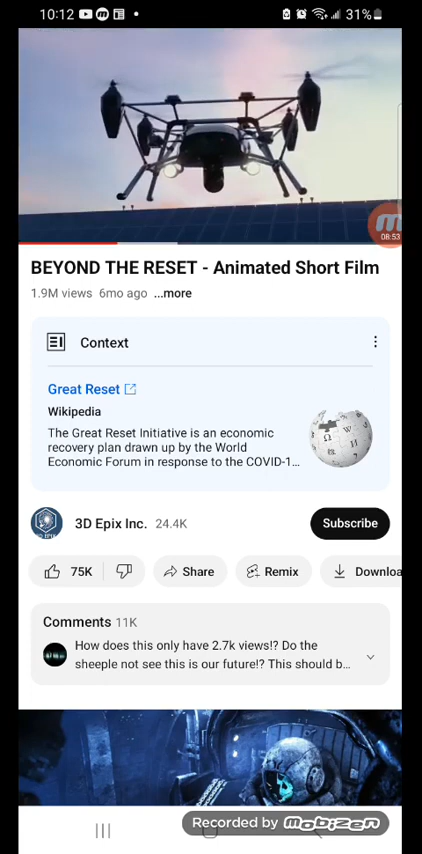 10:12 31%
08:53
BEYOND THE RESET - Animated Short Film
1.9M views 6mo ago ...more
Context
Great Reset
Wikipedia
The Great Reset Initiative is an economic
recovery plan drawn up by the World
Economic Forum in response to the COVID-1...
3D Epix Inc. 24.4K Subscribe
75K Share Remix Downloa
Comments 11K
How does this only have 2.7k views!? Do the
sheeple not see this is our future!? This should b...
Recorded by MOBIZEN